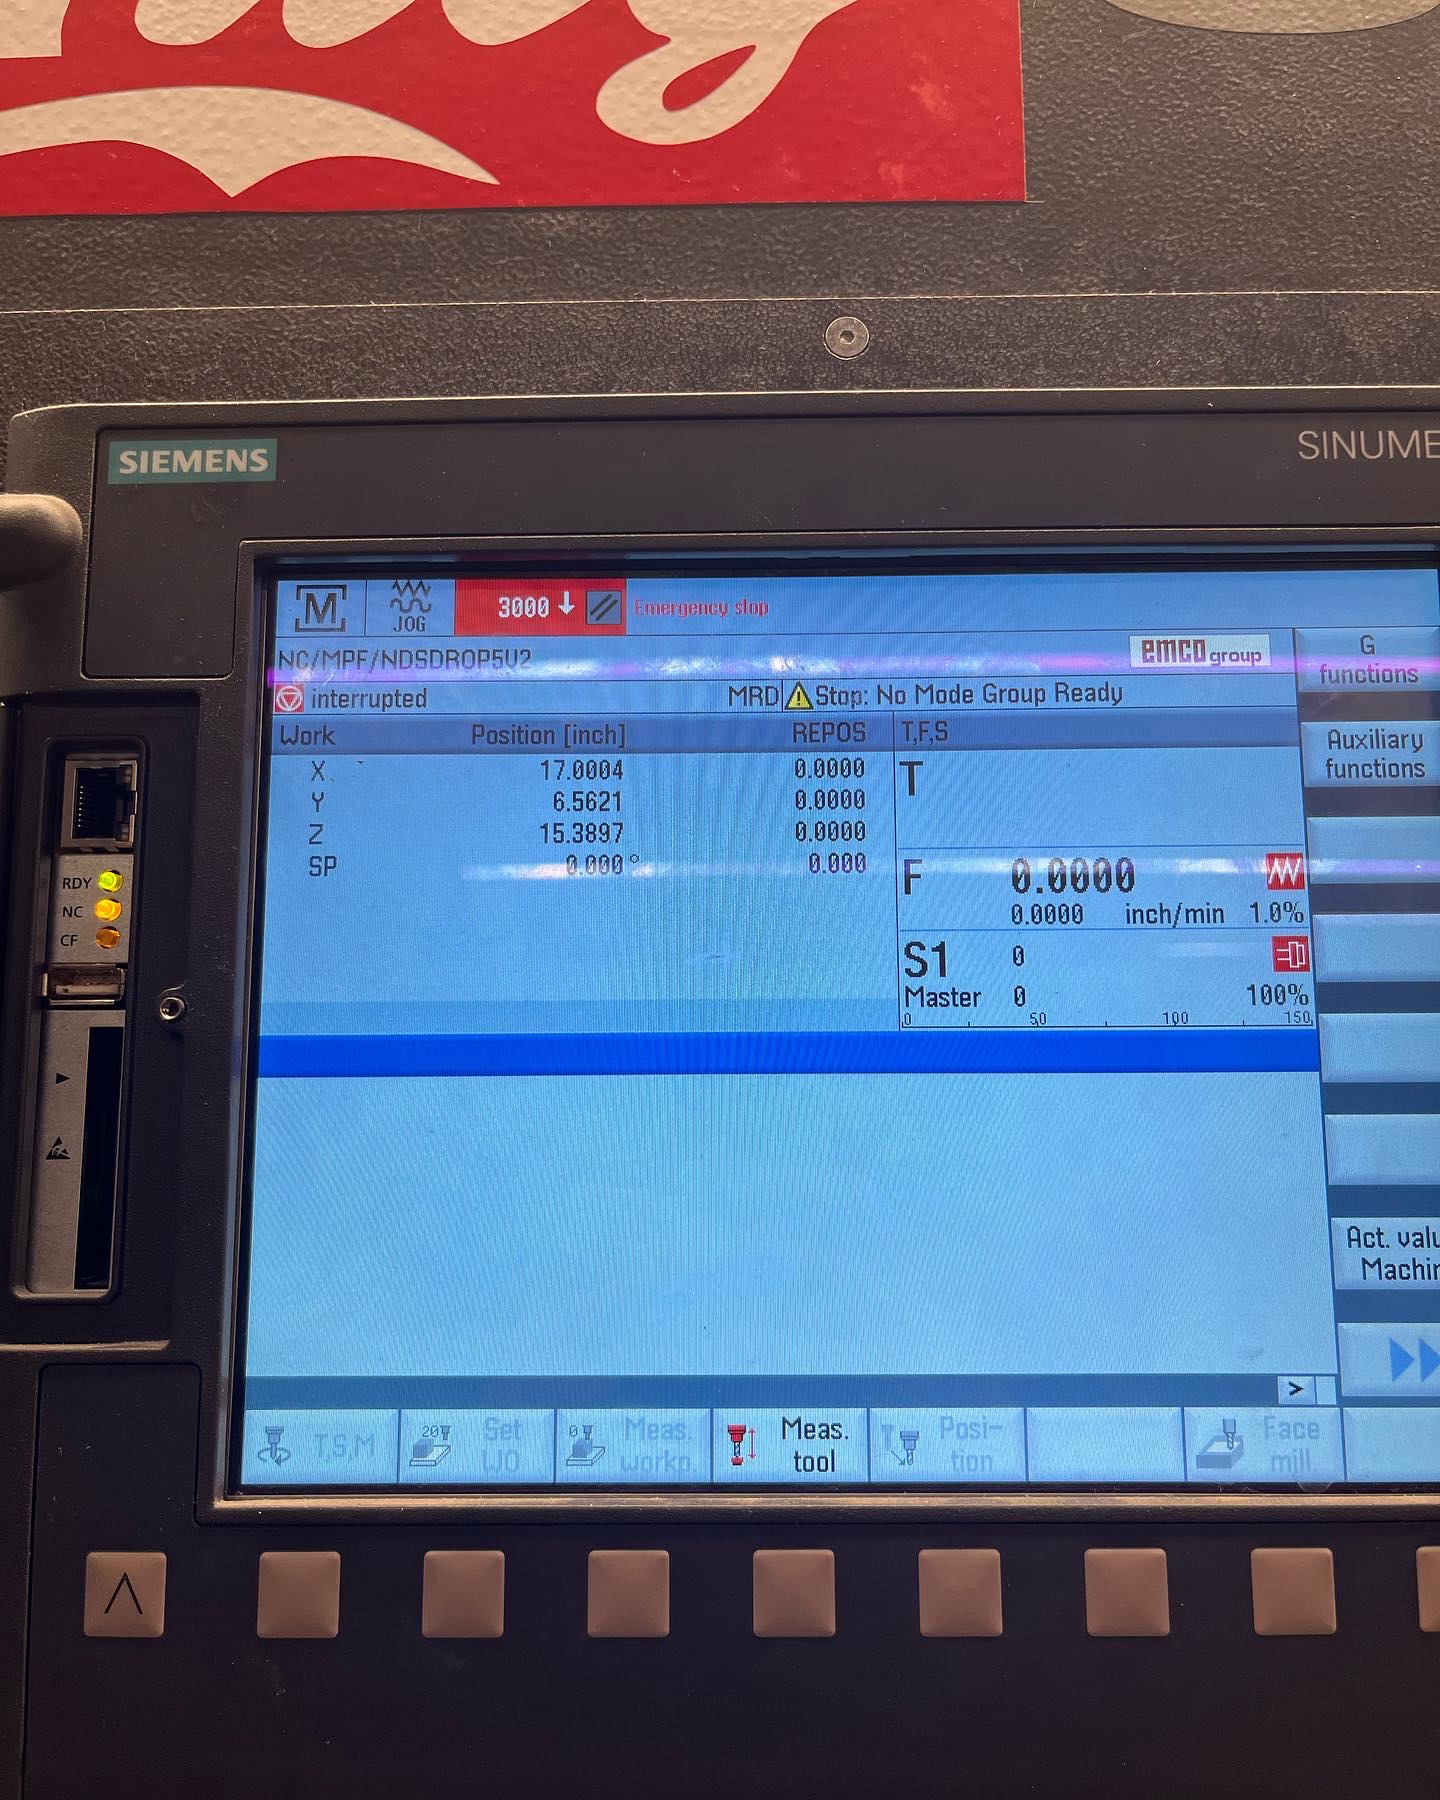 SIEMENS
SINUME
M
JOG
3000
Emergency stop
NC/MPF/NDSDROP5V2
emco group
G
functions
interrupted
MRD
Stop: No Mode Group Ready
Work
Position [inch]
REPOS
T,F,S
Auxiliary
functions
X
17.0004
0.0000
T
Y
6.5621
0.0000
Z
15.3897
0.0000
SP
0.000°
0.000
F
0.0000
0.0000
inch/min
1.0%
RDY
NC
CF
S1
0
Master
0
100%
0
50
100
150
Act. valu
Machin
>
T,S,M
20
Set
WO
0
Meas.
workp.
Meas.
tool
Posi-
tion
Face
mill.